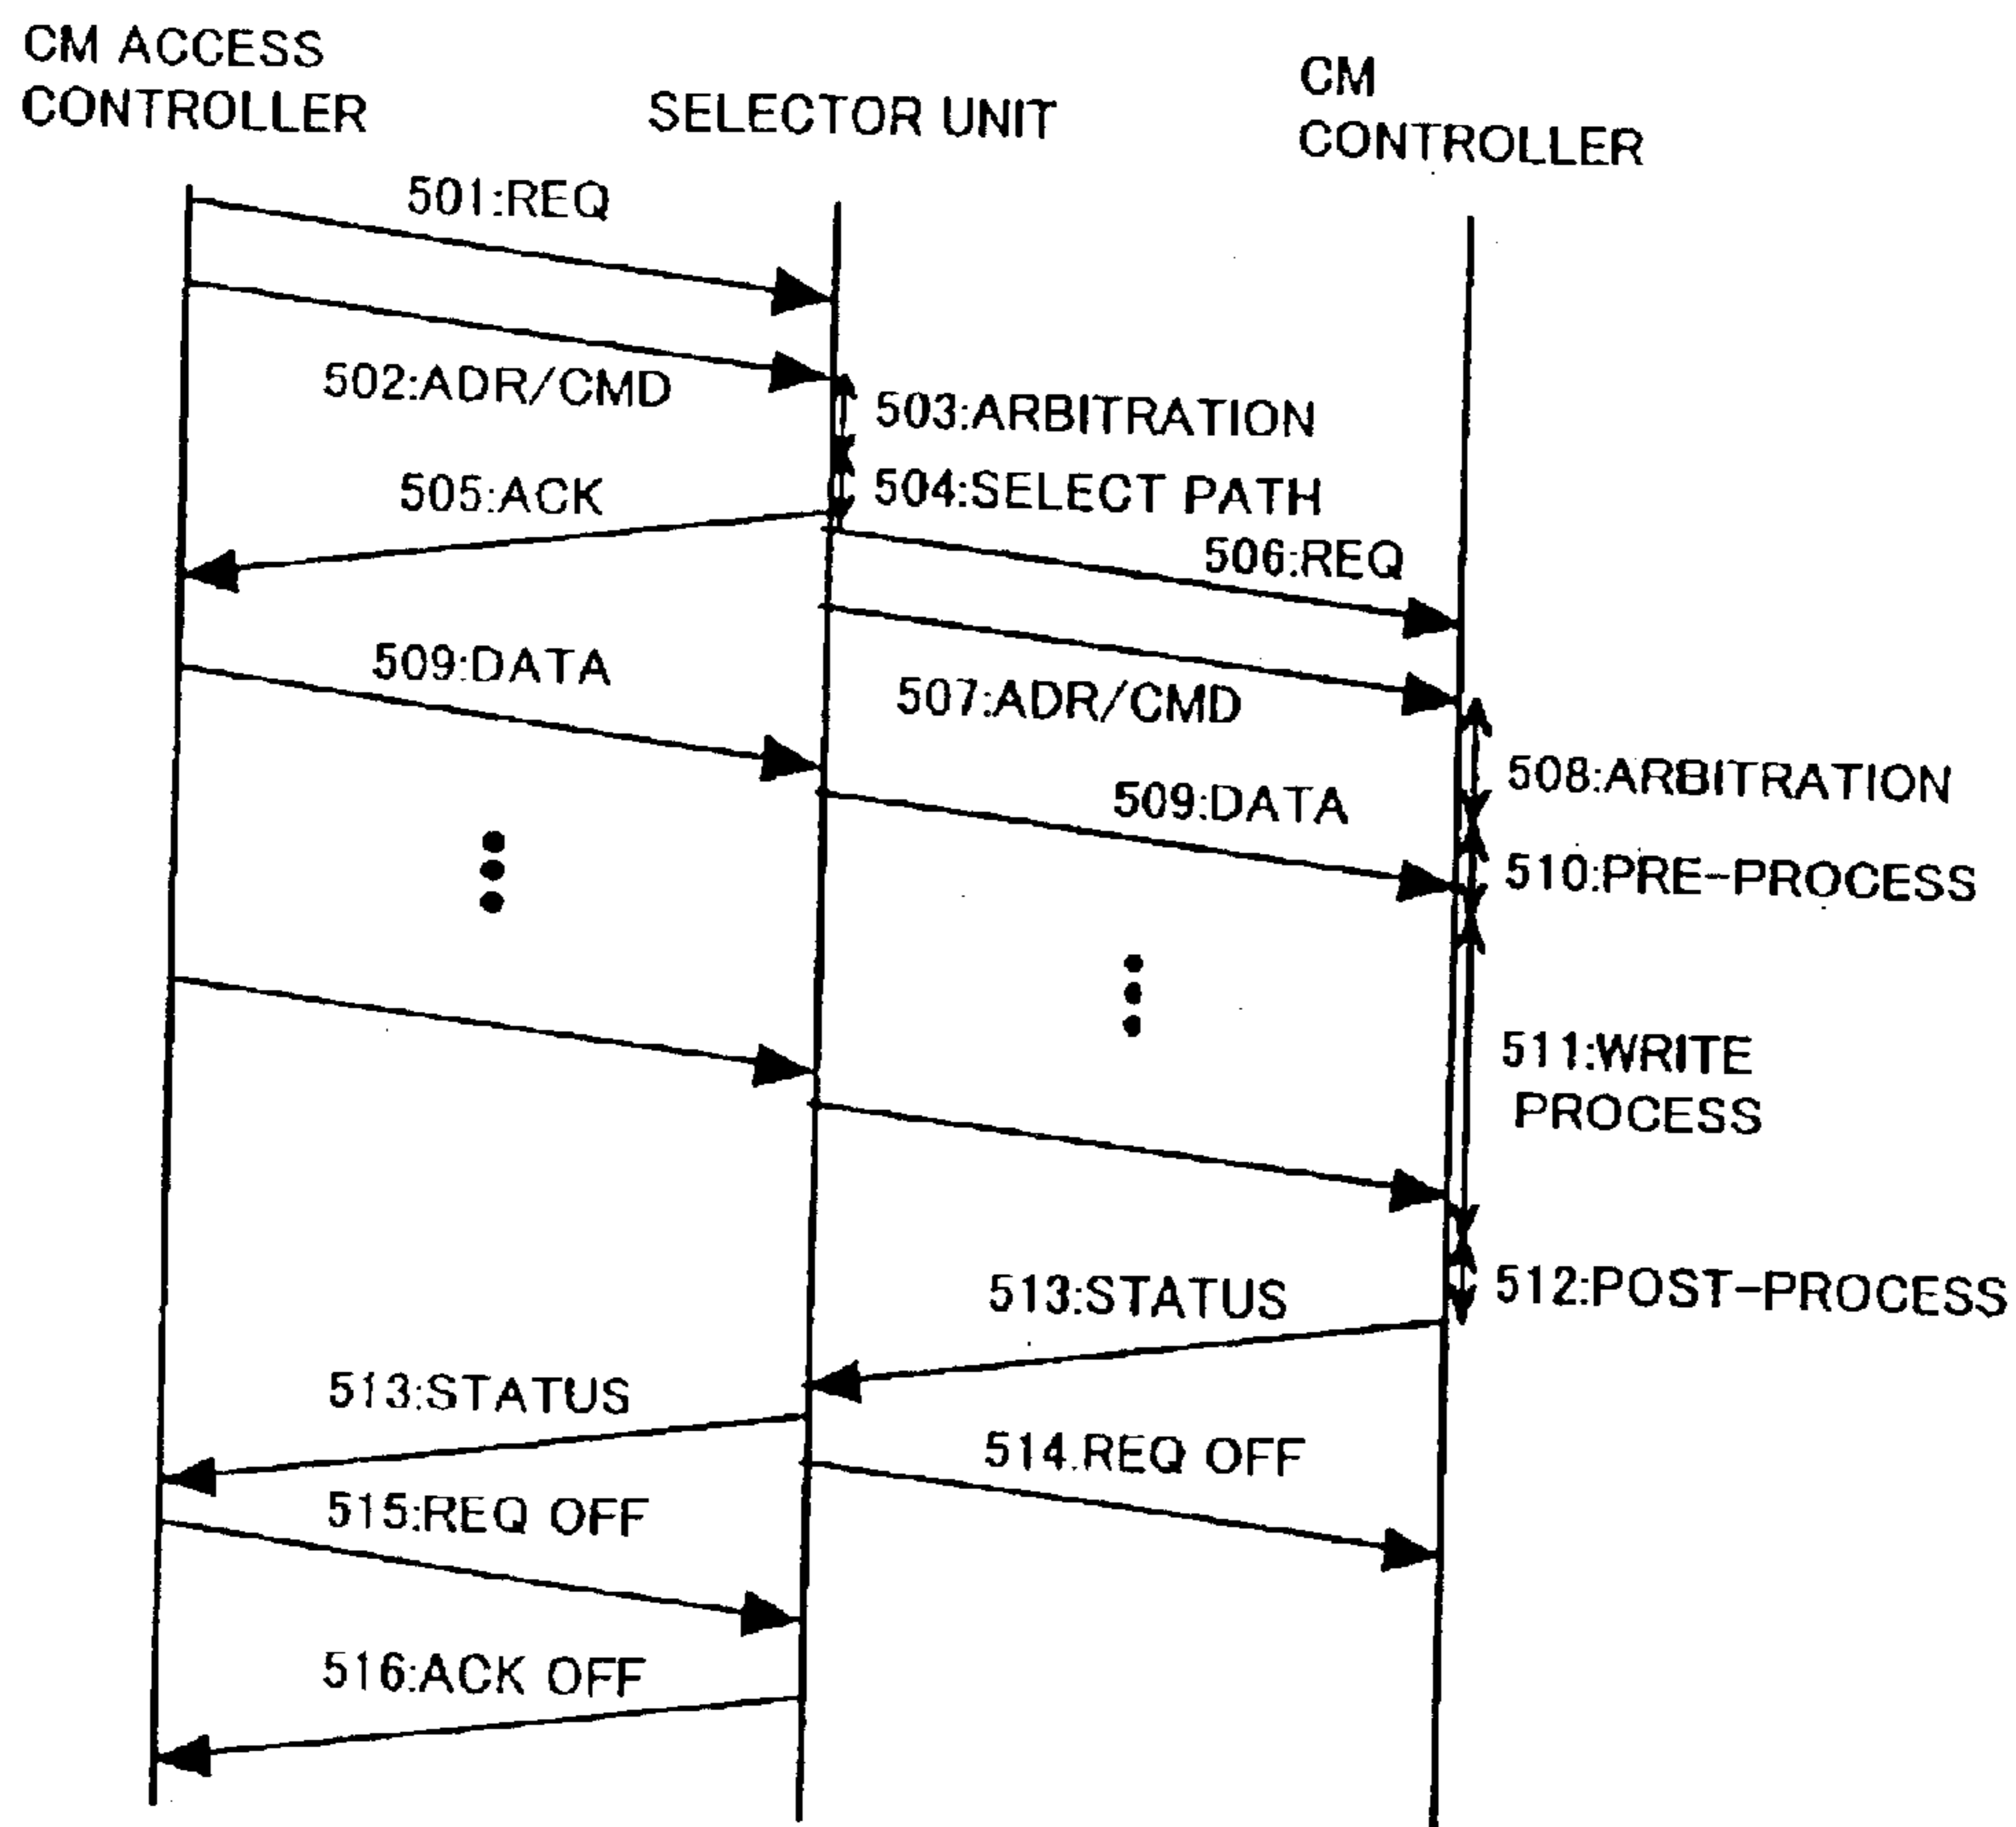 CM ACCESS
CONTROLLER
SELECTOR UNIT
CM
CONTROLLER
501:REQ
502:ADR/CMD
503:ARBITRATION
505:ACK
504:SELECT PATH
506:REQ
509:DATA
507:ADR/CMD
508:ARBITRATION
509:DATA
510:PRE-PROCESS
511:WRITE
PROCESS
512:POST-PROCESS
513:STATUS
513:STATUS
514.REQ OFF
515:REQ OFF
516:ACK OFF